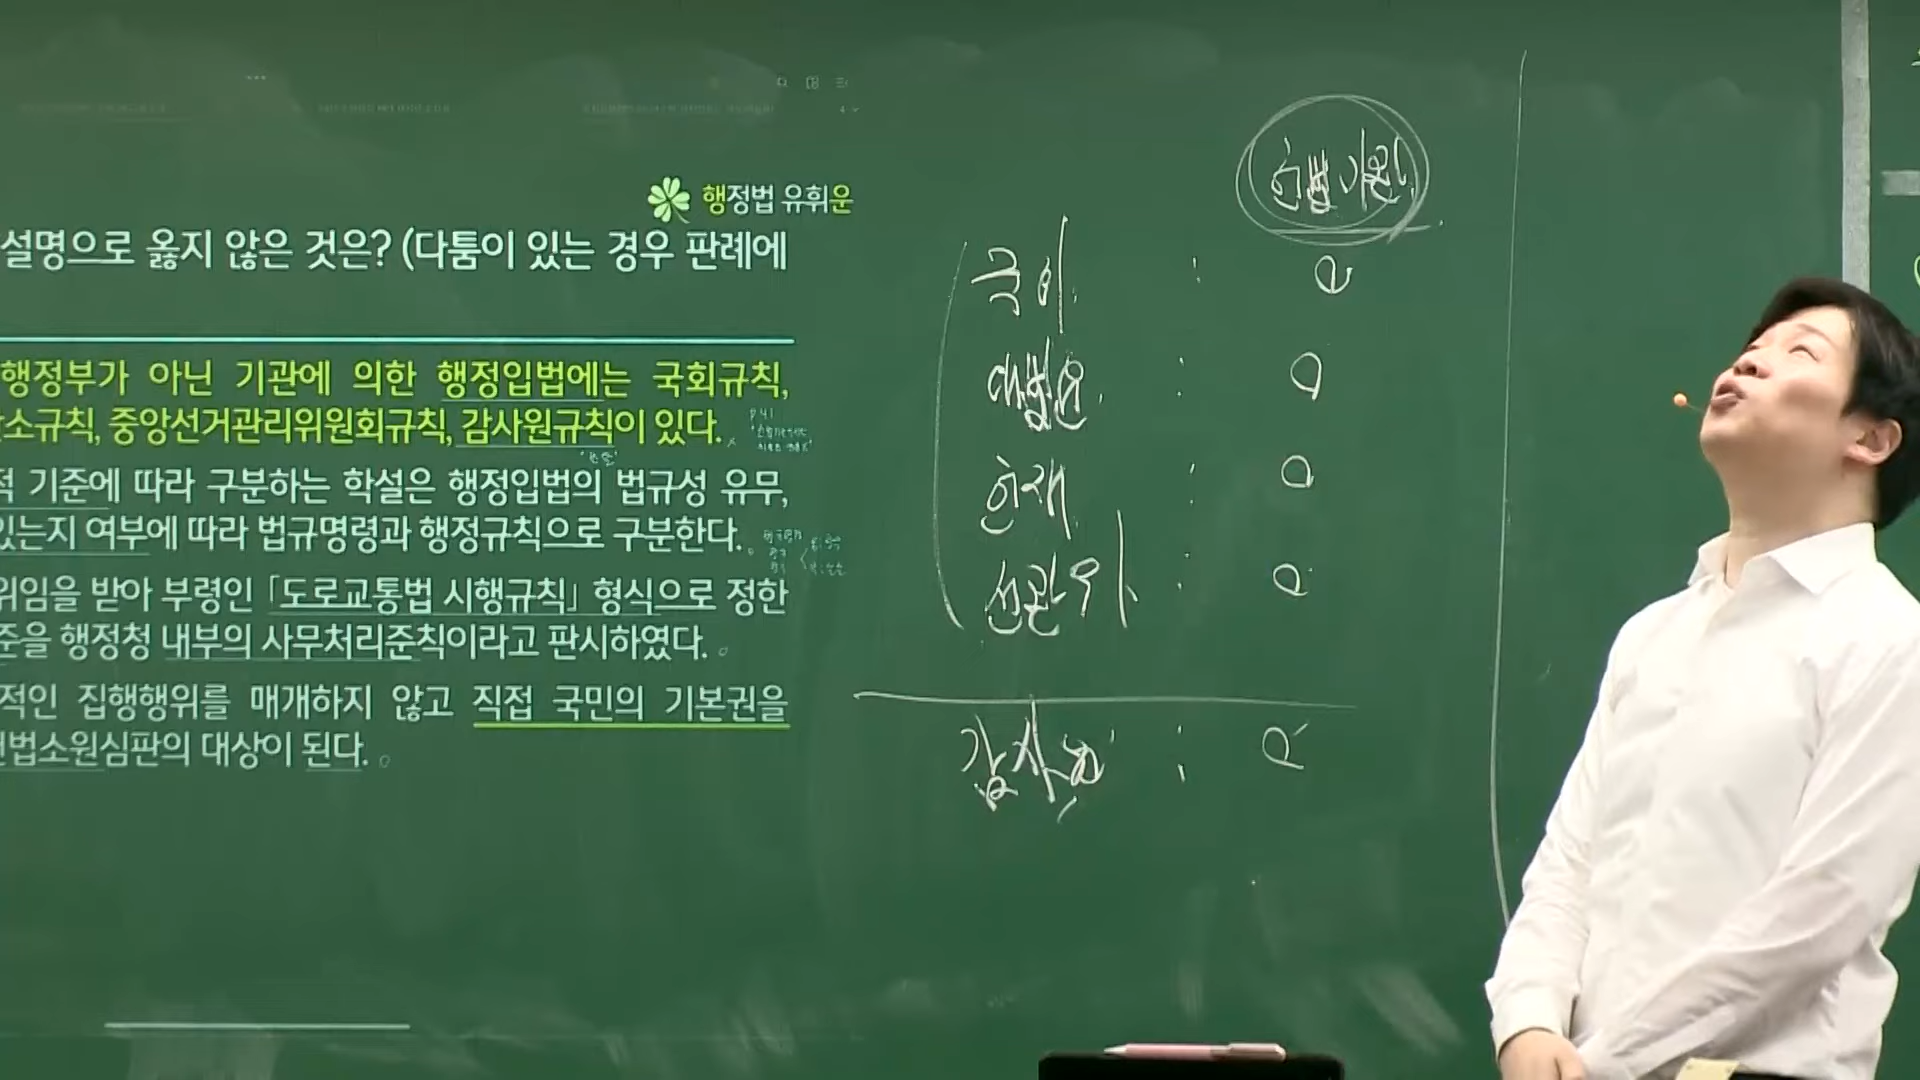 행정법 유휘운
설명으로 옳지 않은 것은? (다툼이 있는 경우 판례에
행정부가 아닌 기관에 의한 행정입법에는 국회규칙,
소규칙, 중앙선거관리위원회규칙, 감사원규칙이 있다.
기준에 따라 구분하는 학설은 행정입법의 법규성 유무,
있는지 여부에 따라 법규명령과 행정규칙으로 구분한다.
위임을 받아 부령인 「도로교통법 시행규칙」 형식으로 정한
준을 행정청 내부의 사무처리준칙이라고 판시하였다.
적인 집행행위를 매개하지 않고 직접 국민의 기본권을
법소원심판의 대상이 된다.
헌법기관
국회 : O
대법원 : O
헌재 : O
선관위 : O
감사원 : O